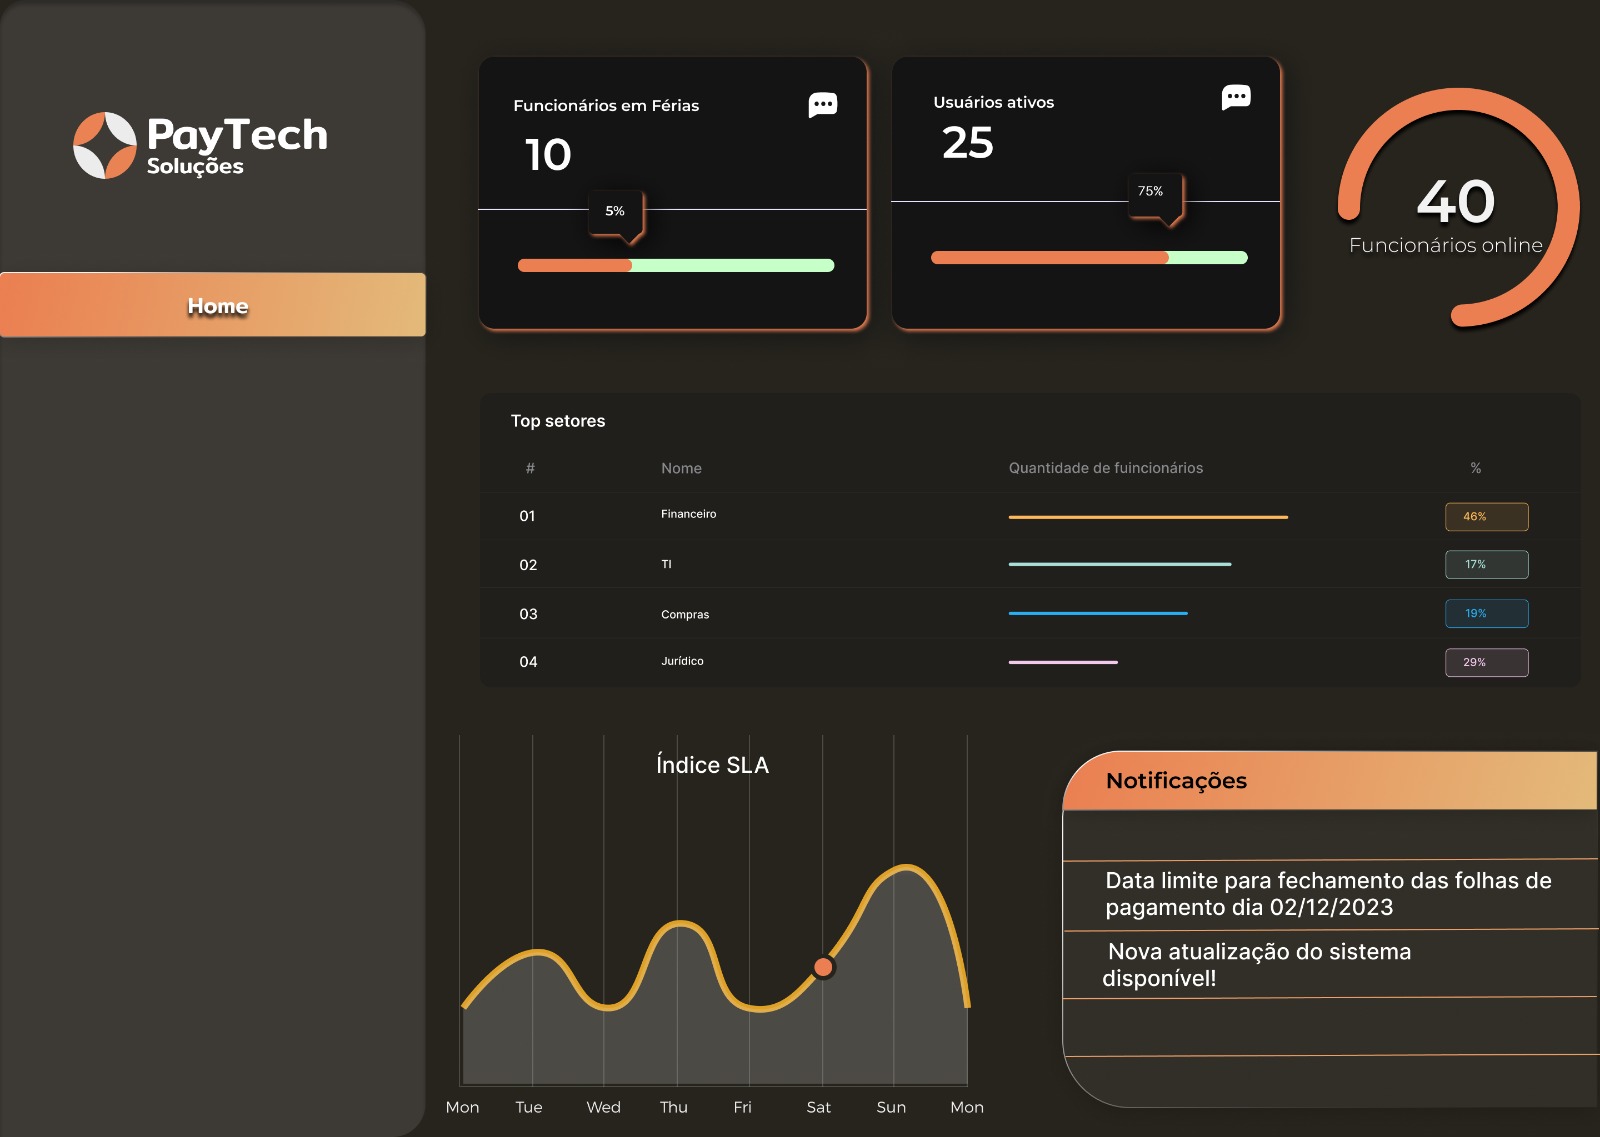 PayTech
Soluções
Home
Funcionários em Férias
10
5%
Usuários ativos
25
75%
40
Funcionários online
Top setores
# Nome Quantidade de fuincionários %
01 Financeiro 46%
02 TI 17%
03 Compras 19%
04 Jurídico 29%
Índice SLA
Mon Tue Wed Thu Fri Sat Sun Mon
Notificações
Data limite para fechamento das folhas de
pagamento dia 02/12/2023
Nova atualização do sistema
disponível!